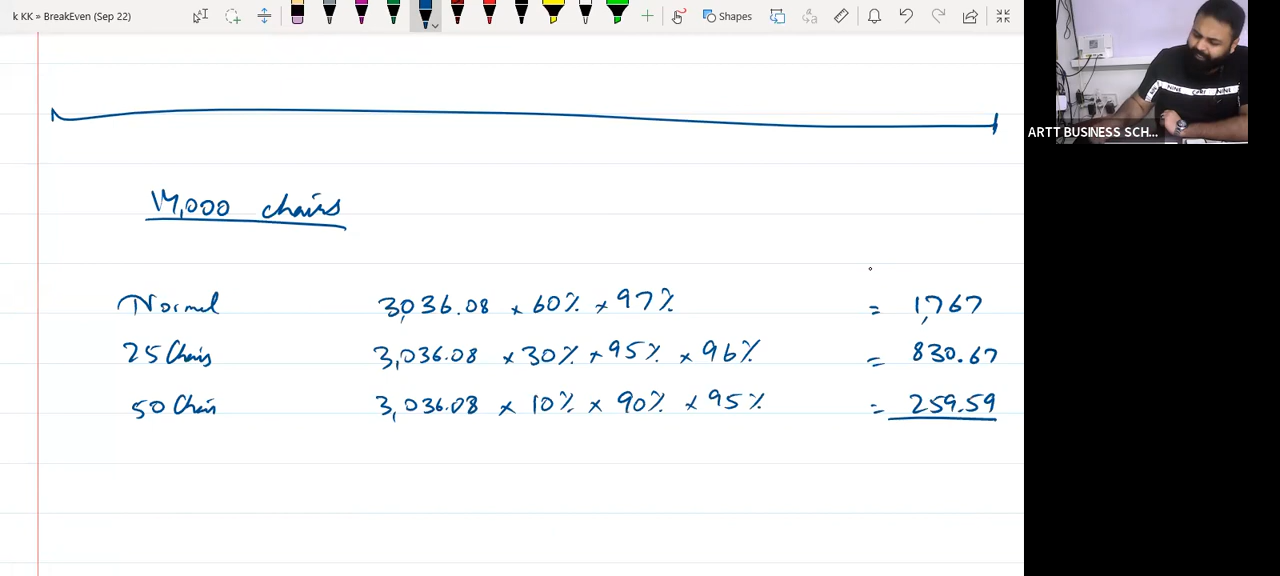 k KK » BreakEven (Sep 22)
Shapes
ARTT BUSINESS SCH...
14,000 chairs
Normal 3,036.08 × 60% × 97% = 1,767
25 Chairs 3,036.08 × 30% × 95% × 96% = 830.67
50 Chair 3,036.08 × 10% × 90% × 95% = 259.59